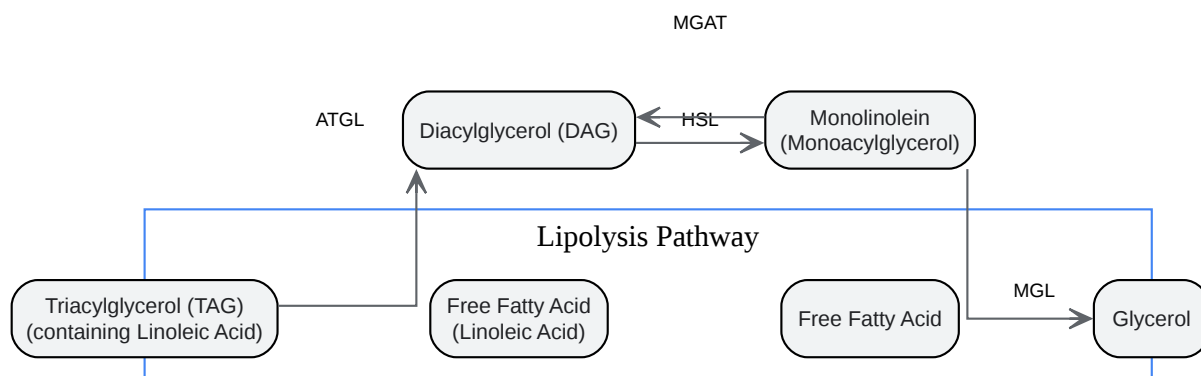 MGAT
ATGL
Diacylglycerol (DAG)
HSL
Monolinolein
(Monoacylglycerol)
Lipolysis Pathway
Triacylglycerol (TAG)
(containing Linoleic Acid)
Free Fatty Acid
(Linoleic Acid)
Free Fatty Acid
MGL
Glycerol